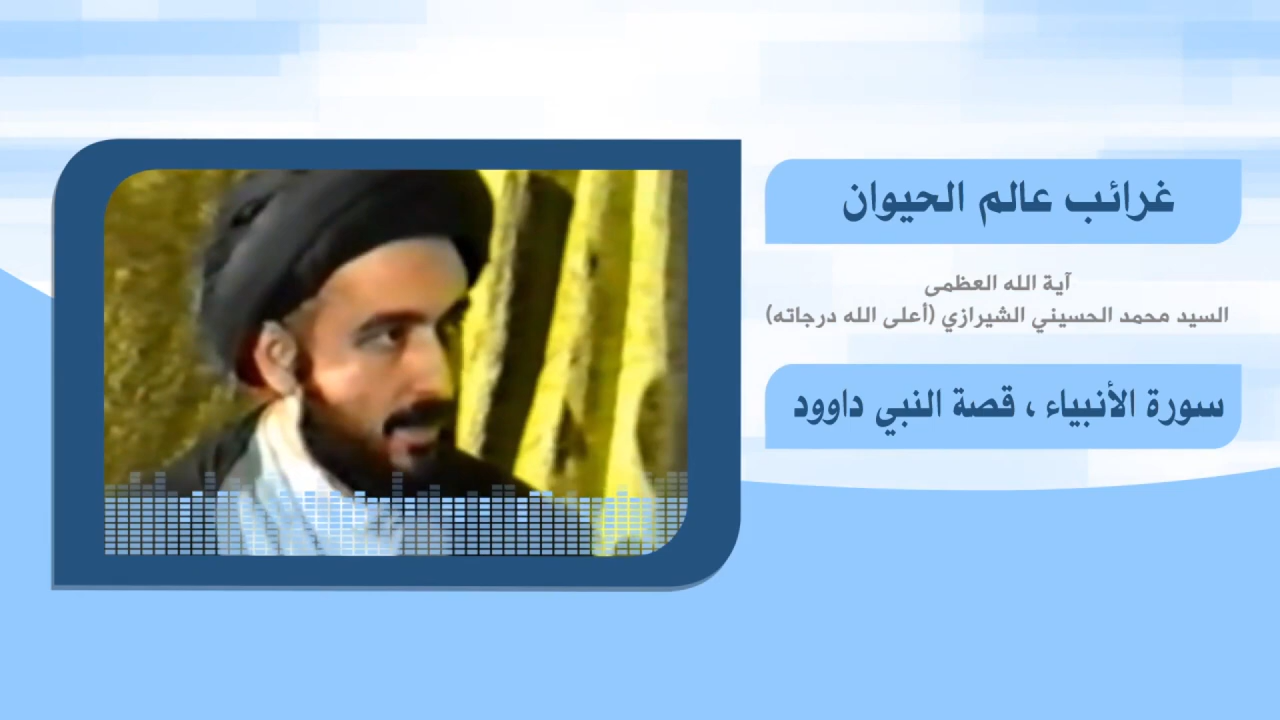 غرائب عالم الحيوان
آية الله العظمى
السيد محمد الحسيني الشيرازي (أعلى الله درجاته)
سورة الأنبياء ، قصة النبي داوود